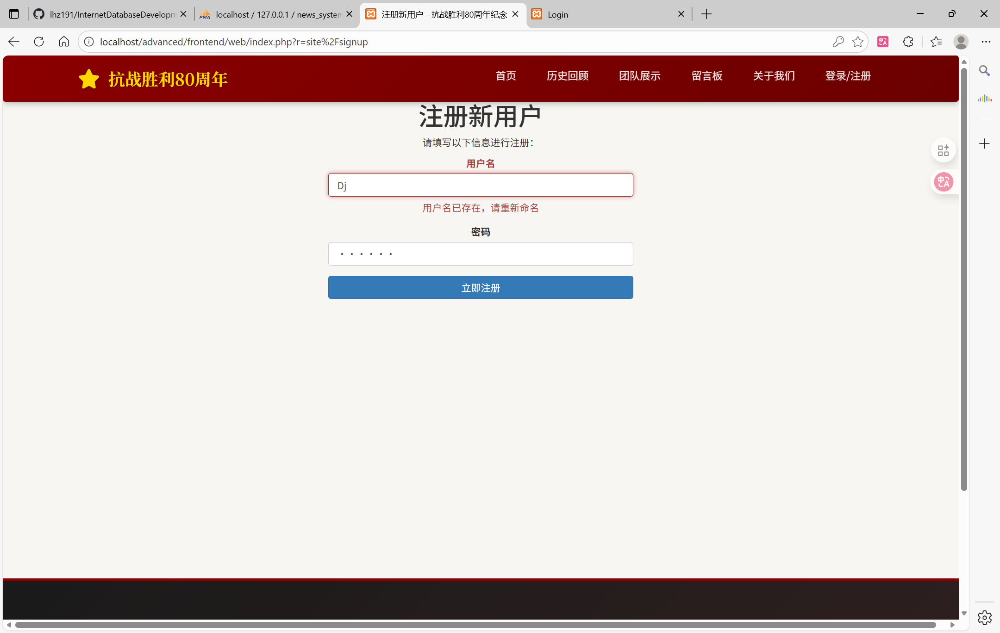 lhz191/InternetDatabaseDevelopm
localhost / 127.0.0.1 / news_system
注册新用户 - 抗战胜利80周年纪念
Login
localhost/advanced/frontend/web/index.php?r=site%2Fsignup
抗战胜利80周年
首页
历史回顾
团队展示
留言板
关于我们
登录/注册
注册新用户
请填写以下信息进行注册：
用户名
Dj
用户名已存在，请重新命名
密码
立即注册